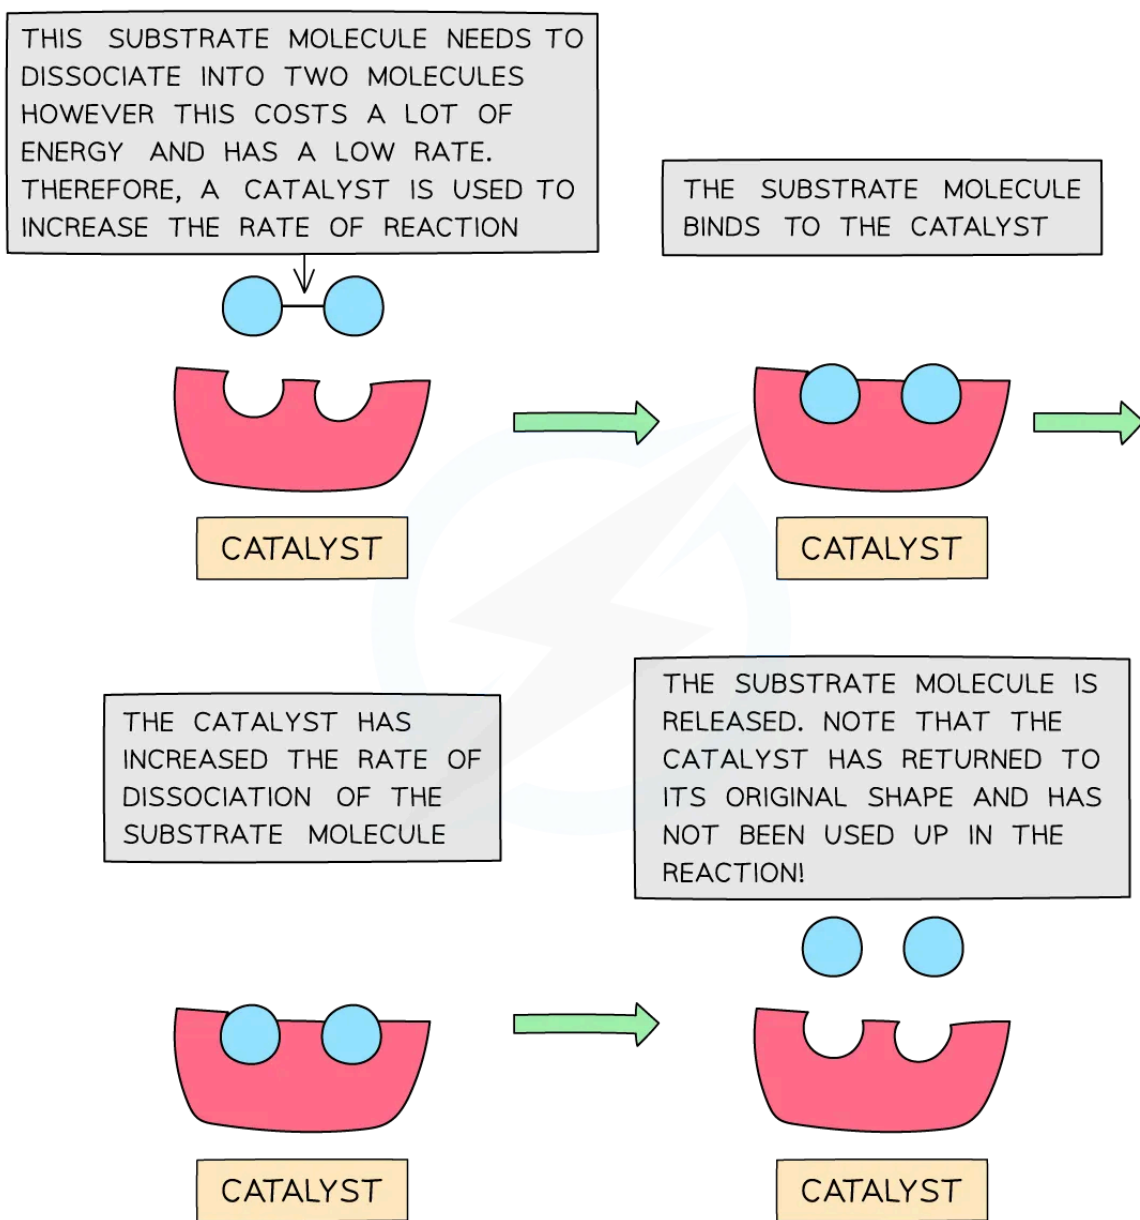 THIS SUBSTRATE MOLECULE NEEDS TO
DISSOCIATE INTO TWO MOLECULES
HOWEVER THIS COSTS A LOT OF
ENERGY AND HAS A LOW RATE.
THEREFORE, A CATALYST IS USED TO
INCREASE THE RATE OF REACTION
THE SUBSTRATE MOLECULE
BINDS TO THE CATALYST
CATALYST
CATALYST
THE CATALYST HAS
INCREASED THE RATE OF
DISSOCIATION OF THE
SUBSTRATE MOLECULE
THE SUBSTRATE MOLECULE IS
RELEASED. NOTE THAT THE
CATALYST HAS RETURNED TO
ITS ORIGINAL SHAPE AND HAS
NOT BEEN USED UP IN THE
REACTION!
CATALYST
CATALYST